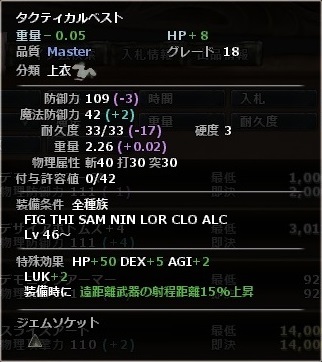 タクティカルベスト
重量 - 0.05 HP + 8
品質 Master グレード 18
分類 上衣
防御力 109 (-3)
魔法防御力 42 (+2)
耐久度 33/33 (-17) 硬度 3
重量 2.26 (+0.02)
物理属性 斬40 打30 突30
付与許容値 0/42
装備条件 全種族
FIG THI SAM NIN LOR CLO ALC
Lv 46~
特殊効果 HP+50 DEX+5 AGI+2
LUK+2
装備時に 遠距離武器の射程距離15%上昇
ジェムソケット